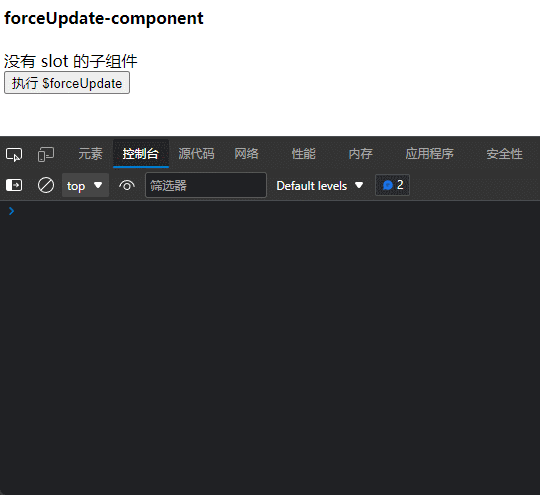 forceUpdate-component
没有 slot 的子组件
执行 $forceUpdate
元素 控制台 源代码 网络 性能 内存 应用程序 安全性
top 筛选器 Default levels 2